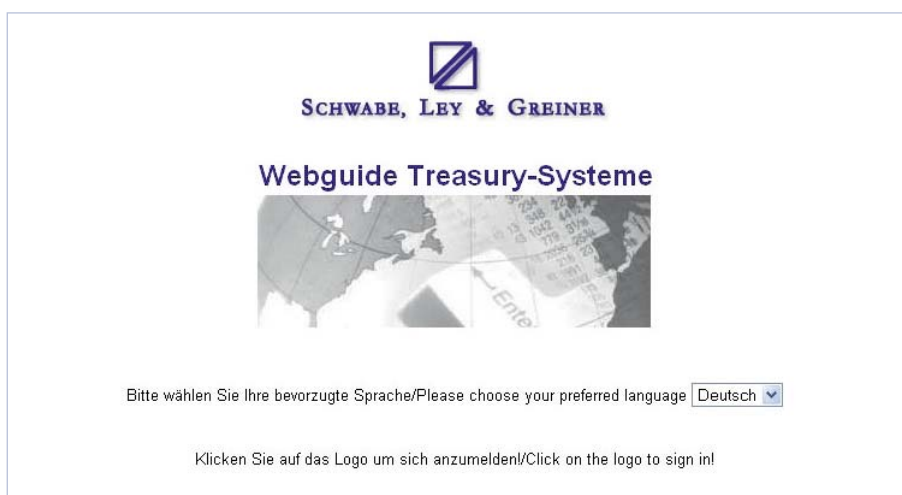 SCHWABE, LEY & GREINER
Webguide Treasury-Systeme
Enter
Bitte wählen Sie Ihre bevorzugte Sprache/Please choose your preferred language Deutsch
Klicken Sie auf das Logo um sich anzumelden!/Click on the logo to sign in!